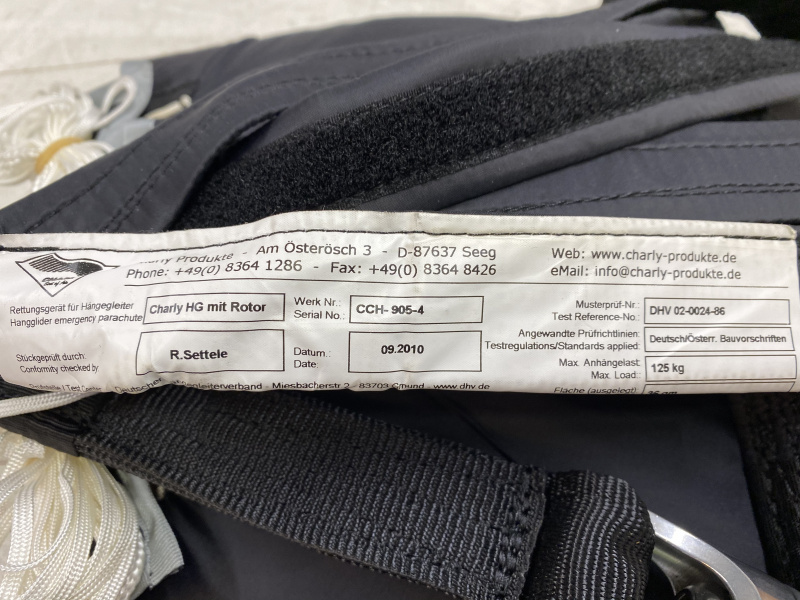 Charly Produkte - Am Österösch 3 - D-87637 Seeg
Phone: +49(0) 8364 1286 - Fax: +49(0) 8364 8426
Web: www.charly-produkte.de
eMail: info@charly-produkte.de
Rettungsgerät für Hängegleiter
Hangglider emergency parachute
Charly HG mit Rotor
Werk Nr.:
Serial No.:
CCH- 905-4
Musterprüf-Nr.:
Test Reference-No.:
DHV 02-0024-86
Stückgeprüft durch:
Conformity checked by
R.Settele
Datum.:
Date:
09.2010
Angewandte Prüfrichtlinien:
Testregulations/Standards applied:
Deutsch/Österr. Bauvorschriften
Max. Anhängelast:
Max. Load:
125 kg
Deutscher - Miesbacherstr 2 - 83703 Gmund - www.dhv.de
Fläche (ausgelegt)